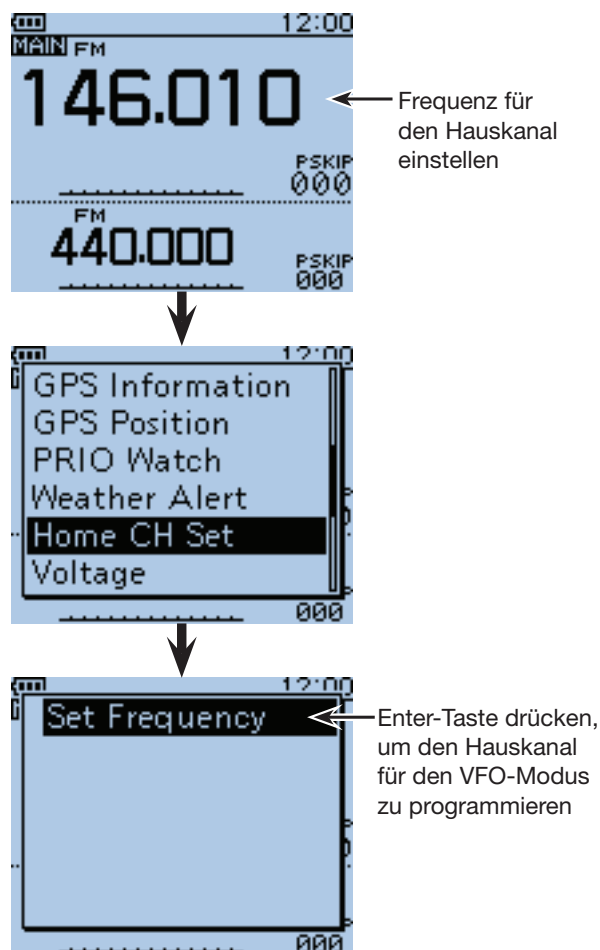 12:00
MAIN FM
146.010
Frequenz für
den Hauskanal
einstellen
PSKIP
000
FM
440.000
PSKIP
000
12:00
GPS Information
GPS Position
PRIO Watch
Weather Alert
Home CH Set
Voltage
000
12:00
Set Frequency
Enter-Taste drücken,
um den Hauskanal
für den VFO-Modus
zu programmieren
000